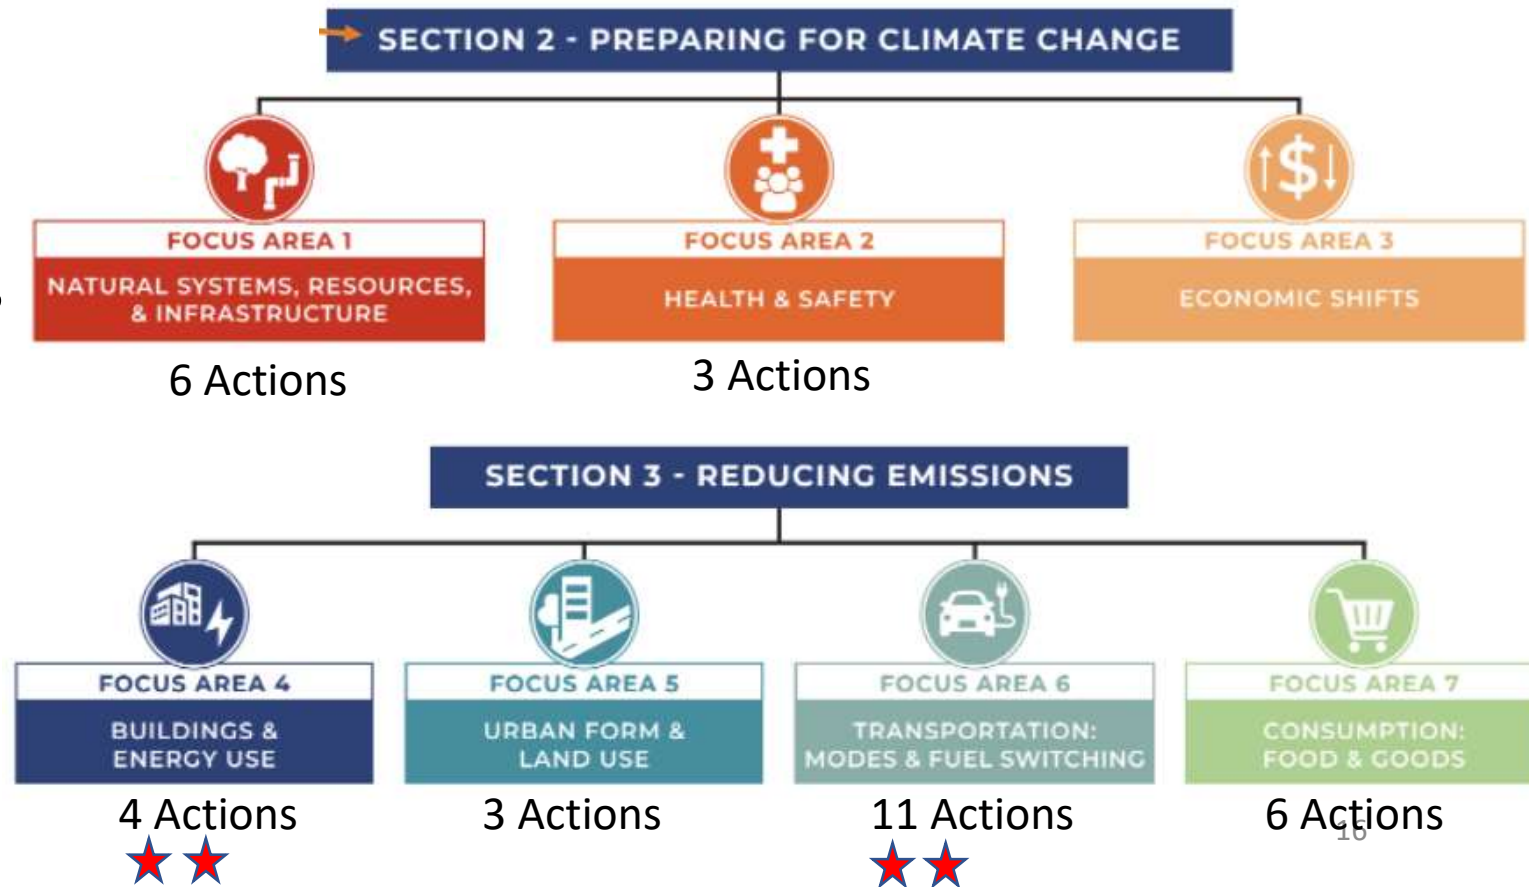 SECTION 2 - PREPARING FOR CLIMATE CHANGE
FOCUS AREA 1
NATURAL SYSTEMS, RESOURCES,
& INFRASTRUCTURE
6 Actions
FOCUS AREA 2
HEALTH & SAFETY
3 Actions
$
FOCUS AREA 3
ECONOMIC SHIFTS
SECTION 3 - REDUCING EMISSIONS
FOCUS AREA 4
BUILDINGS &
ENERGY USE
4 Actions
FOCUS AREA 5
URBAN FORM &
LAND USE
3 Actions
FOCUS AREA 6
TRANSPORTATION:
MODES & FUEL SWITCHING
11 Actions
FOCUS AREA 7
CONSUMPTION:
FOOD & GOODS
6 Actions
16